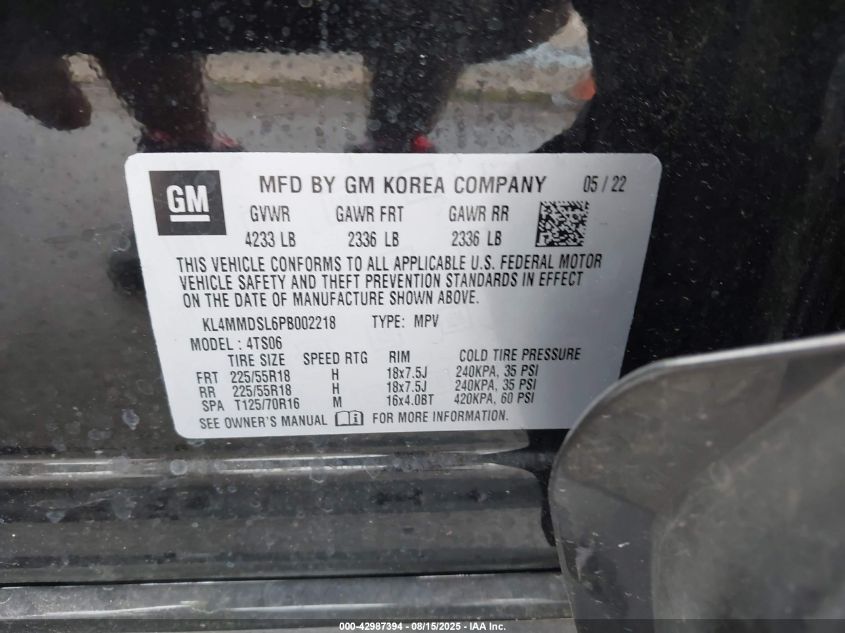 GM
MFD BY GM KOREA COMPANY 05 / 22
GVWR GAWR FRT GAWR RR
4233 LB 2336 LB 2336 LB
THIS VEHICLE CONFORMS TO ALL APPLICABLE U.S. FEDERAL MOTOR
VEHICLE SAFETY AND THEFT PREVENTION STANDARDS IN EFFECT
ON THE DATE OF MANUFACTURE SHOWN ABOVE.
KL4MMDSL6PB002218 TYPE: MPV
MODEL : 4TS06
TIRE SIZE SPEED RTG RIM COLD TIRE PRESSURE
FRT 225/55R18 H 18x7.5J 240KPA, 35 PSI
RR 225/55R18 H 18x7.5J 240KPA, 35 PSI
SPA T125/70R16 M 16x4.0BT 420KPA, 60 PSI
SEE OWNER'S MANUAL FOR MORE INFORMATION.
000-42987394 - 08/15/2025 - IAA Inc.